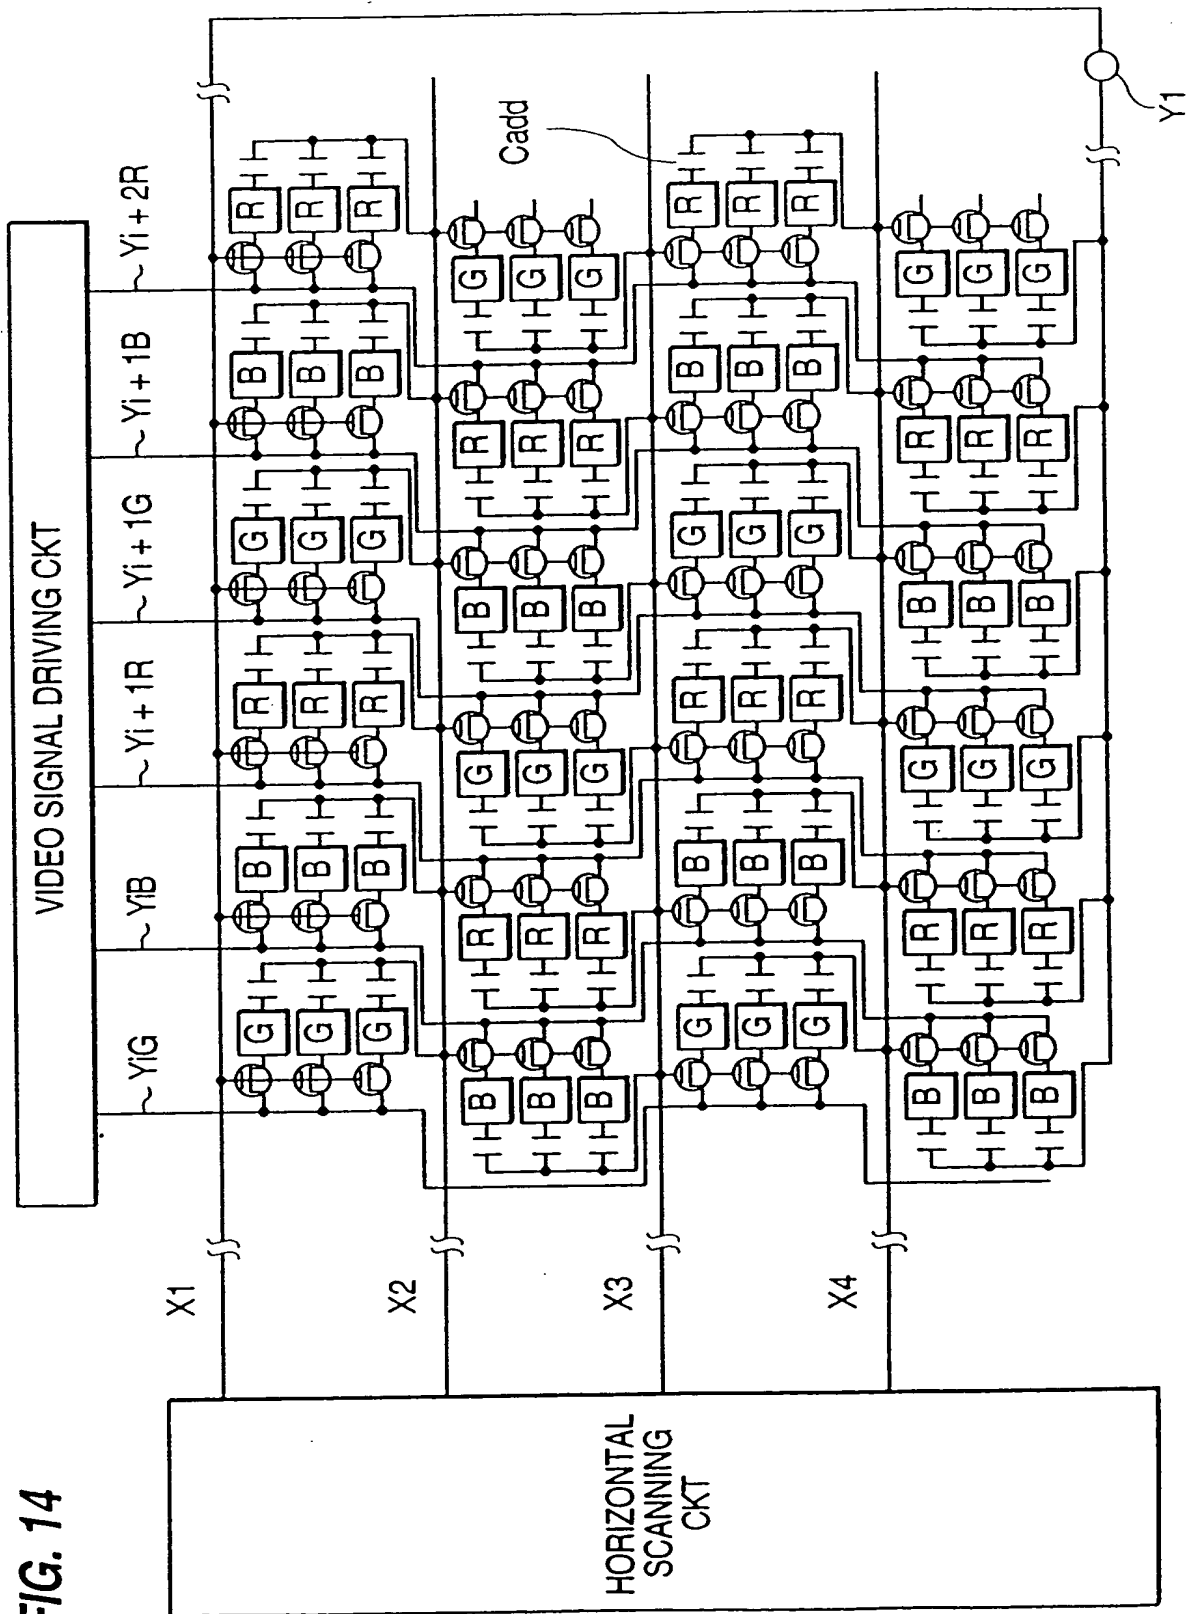 FIG. 14
VIDEO SIGNAL DRIVING CKT
YiG YiB Yi + 1R Yi + 1G Yi + 1B Yi + 2R
X1
G B R G B R
G B R G B R
G B R G B R
X2
Cadd
B R G B R G
B R G B R G
B R G B R G
HORIZONTAL
SCANNING
CKT
X3
G B R G B R
G B R G B R
G B R G B R
X4
B R G B R G
B R G B R G
B R G B R G
Y1